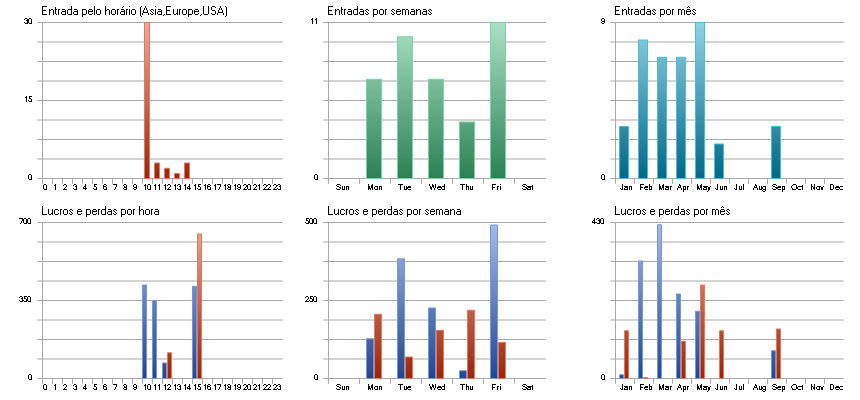 Entrada pelo horário (Asia,Europe,USA)
30
15
0
0 1 2 3 4 5 6 7 8 9 10 11 12 13 14 15 16 17 18 19 20 21 22 23
Entradas por semanas
11
0
Sun Mon Tue Wed Thu Fri Sat
Entradas por mês
9
0
Jan Feb Mar Apr May Jun Jul Aug Sep Oct Nov Dec
Lucros e perdas por hora
700
350
0
0 1 2 3 4 5 6 7 8 9 10 11 12 13 14 15 16 17 18 19 20 21 22 23
Lucros e perdas por semana
500
250
0
Sun Mon Tue Wed Thu Fri Sat
Lucros e perdas por mês
430
0
Jan Feb Mar Apr May Jun Jul Aug Sep Oct Nov Dec